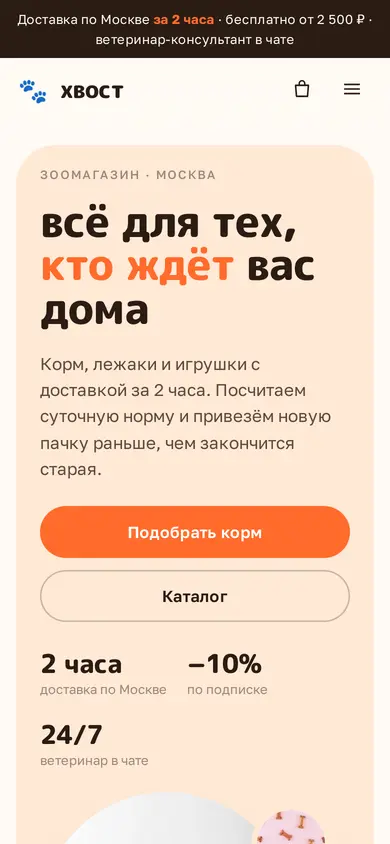 Доставка по Москве за 2 часа · бесплатно от 2 500 ₽ ·
ветеринар-консультант в чате
хвост
ЗООМАГАЗИН · МОСКВА
всё для тех,
кто ждёт вас
дома
Корм, лежаки и игрушки с
доставкой за 2 часа. Посчитаем
суточную норму и привезём новую
пачку раньше, чем закончится
старая.
Подобрать корм
Каталог
2 часа
доставка по Москве
−10%
по подписке
24/7
ветеринар в чате